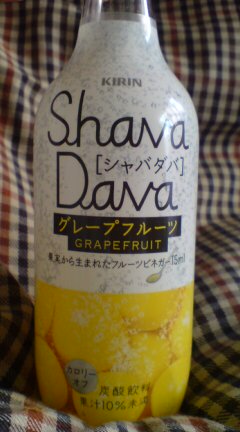 KIRIN
Shava
[シャバダバ]
Dava
グレープフルーツ
GRAPEFRUIT
果実から生まれたフルーツビネガー15ml
カロリー
オフ
炭酸飲料
果汁10%未満